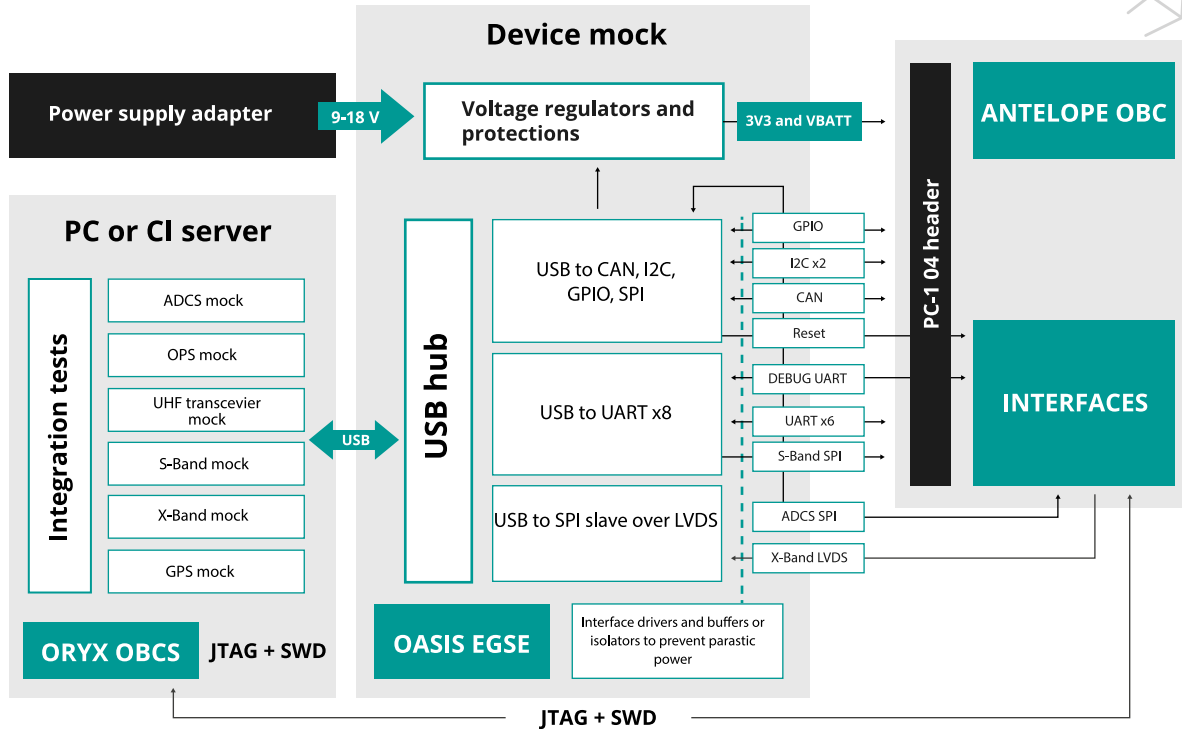 Device mock
Power supply adapter
9-18 V
Voltage regulators and
protections
3V3 and VBATT
ANTELOPE OBC
PC-1 04 header
INTERFACES
PC or CI server
Integration tests
ADCS mock
OPS mock
UHF transcevier
mock
S-Band mock
X-Band mock
GPS mock
ORYX OBCS
JTAG + SWD
USB
USB hub
USB to CAN, I2C,
GPIO, SPI
USB to UART x8
USB to SPI slave over LVDS
GPIO
I2C x2
CAN
Reset
DEBUG UART
UART x6
S-Band SPI
ADCS SPI
X-Band LVDS
OASIS EGSE
Interface drivers and buffers or
isolators to prevent parastic
power
JTAG + SWD